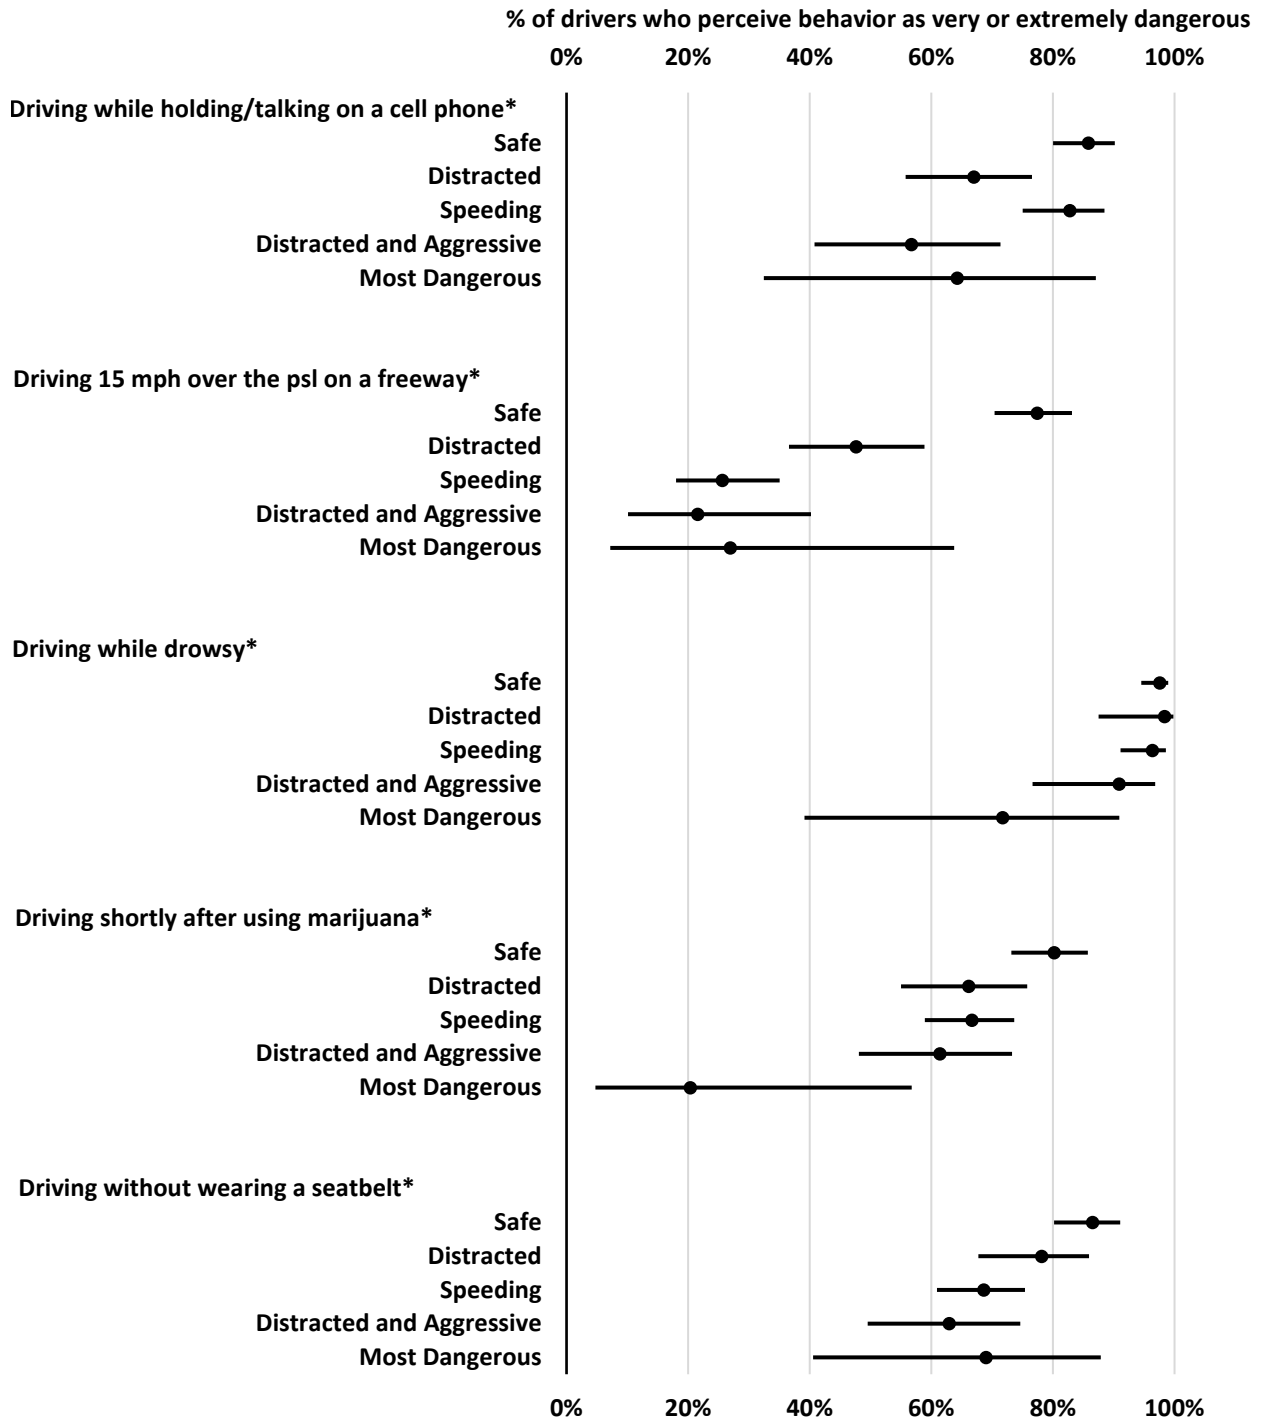 % of drivers who perceive behavior as very or extremely dangerous
0% 20% 40% 60% 80% 100%
Driving while holding/talking on a cell phone*
Safe
Distracted
Speeding
Distracted and Aggressive
Most Dangerous
Driving 15 mph over the psl on a freeway*
Safe
Distracted
Speeding
Distracted and Aggressive
Most Dangerous
Driving while drowsy*
Safe
Distracted
Speeding
Distracted and Aggressive
Most Dangerous
Driving shortly after using marijuana*
Safe
Distracted
Speeding
Distracted and Aggressive
Most Dangerous
Driving without wearing a seatbelt*
Safe
Distracted
Speeding
Distracted and Aggressive
Most Dangerous
0% 20% 40% 60% 80% 100%